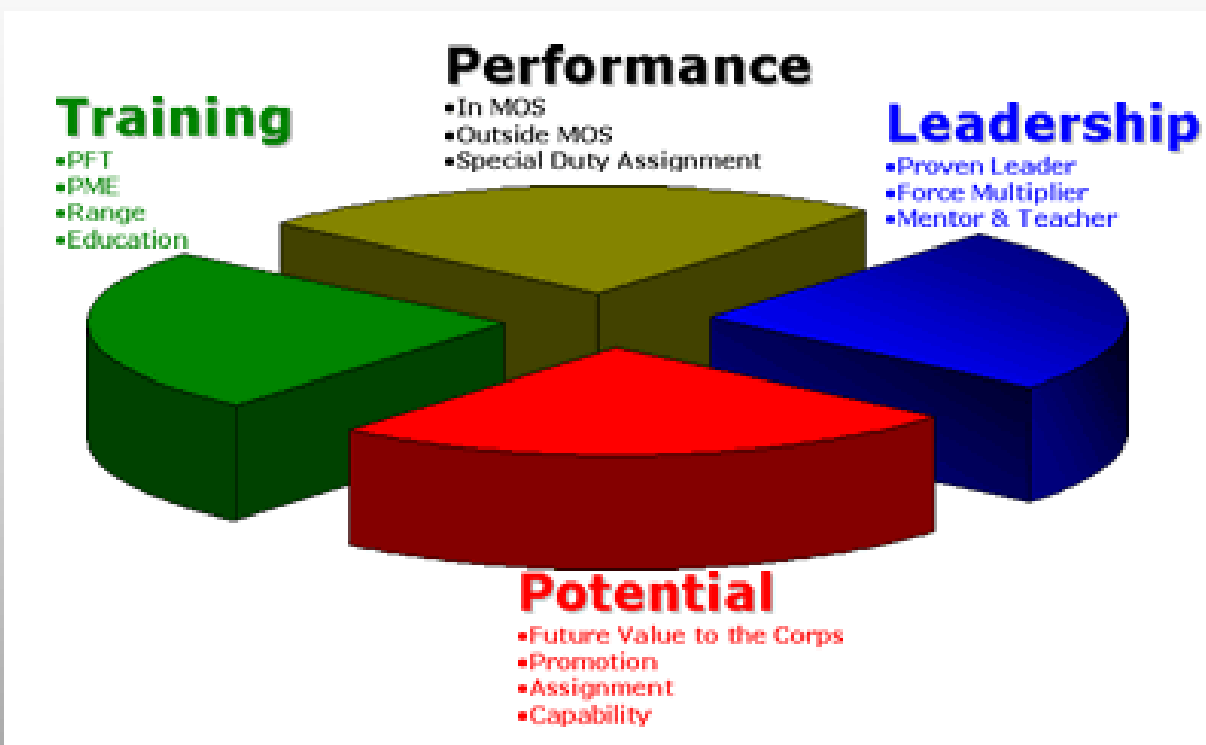 Performance
•In MOS
•Outside MOS
•Special Duty Assignment
Training
•PFT
•PME
•Range
•Education
Leadership
•Proven Leader
•Force Multiplier
•Mentor & Teacher
Potential
•Future Value to the Corps
•Promotion
•Assignment
•Capability